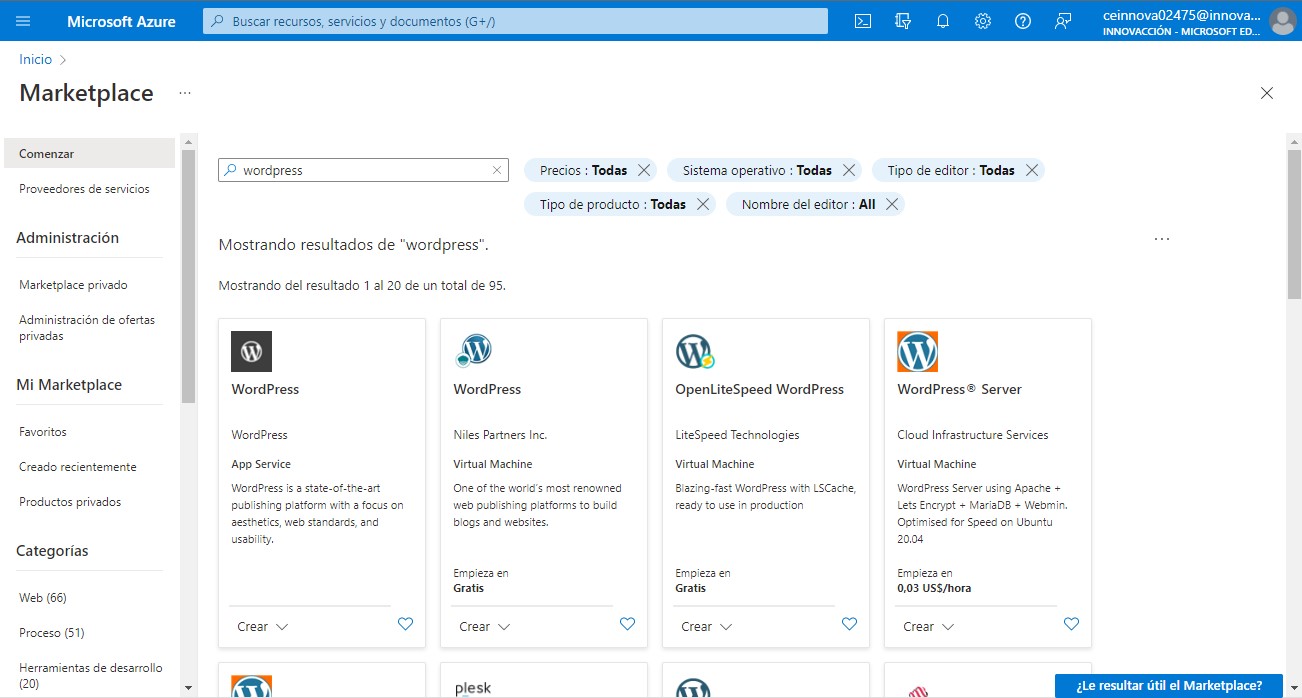 Microsoft Azure
Buscar recursos, servicios y documentos (G+/)
ceinnova02475@innova...
INNOVACCIÓN - MICROSOFT ED...
Inicio
Marketplace
...
Comenzar
Proveedores de servicios
Administración
Marketplace privado
Administración de ofertas
privadas
Mi Marketplace
Favoritos
Creado recientemente
Productos privados
Categorías
Web (66)
Proceso (51)
Herramientas de desarrollo
(20)
wordpress
Precios : Todas
Sistema operativo : Todas
Tipo de editor : Todas
Tipo de producto : Todas
Nombre del editor : All
Mostrando resultados de "wordpress".
...
Mostrando del resultado 1 al 20 de un total de 95.
WordPress
WordPress
App Service
WordPress is a state-of-the-art
publishing platform with a focus on
aesthetics, web standards, and
usability.
Crear
WordPress
Niles Partners Inc.
Virtual Machine
One of the world's most renowned
web publishing platforms to build
blogs and websites.
Empieza en
Gratis
Crear
OpenLiteSpeed WordPress
LiteSpeed Technologies
Virtual Machine
Blazing-fast WordPress with LSCache,
ready to use in production
Empieza en
Gratis
Crear
WordPress® Server
Cloud Infrastructure Services
Virtual Machine
WordPress Server using Apache +
Lets Encrypt + MariaDB + Webmin.
Optimised for Speed on Ubuntu
20.04
Empieza en
0,03 US$/hora
Crear
plesk
¿Le resultar útil el Marketplace?